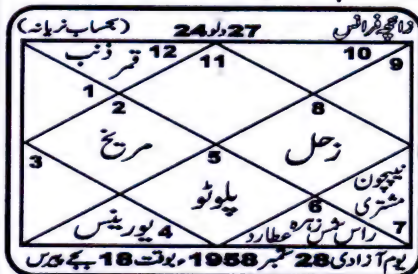 زائچہ فرانس 27 دلو 24 (بحساب نریانہ)
9 10 11 12 قمر ذنب
1 2 8
3 مریخ 5 زحل
نیپچون
پلوٹو 6 مشتری
یورینس 4 راس شمس زہرہ عطارد 7
یوم آزادی 28 ستمبر 1958ء بوقت 18 بجے پیرس